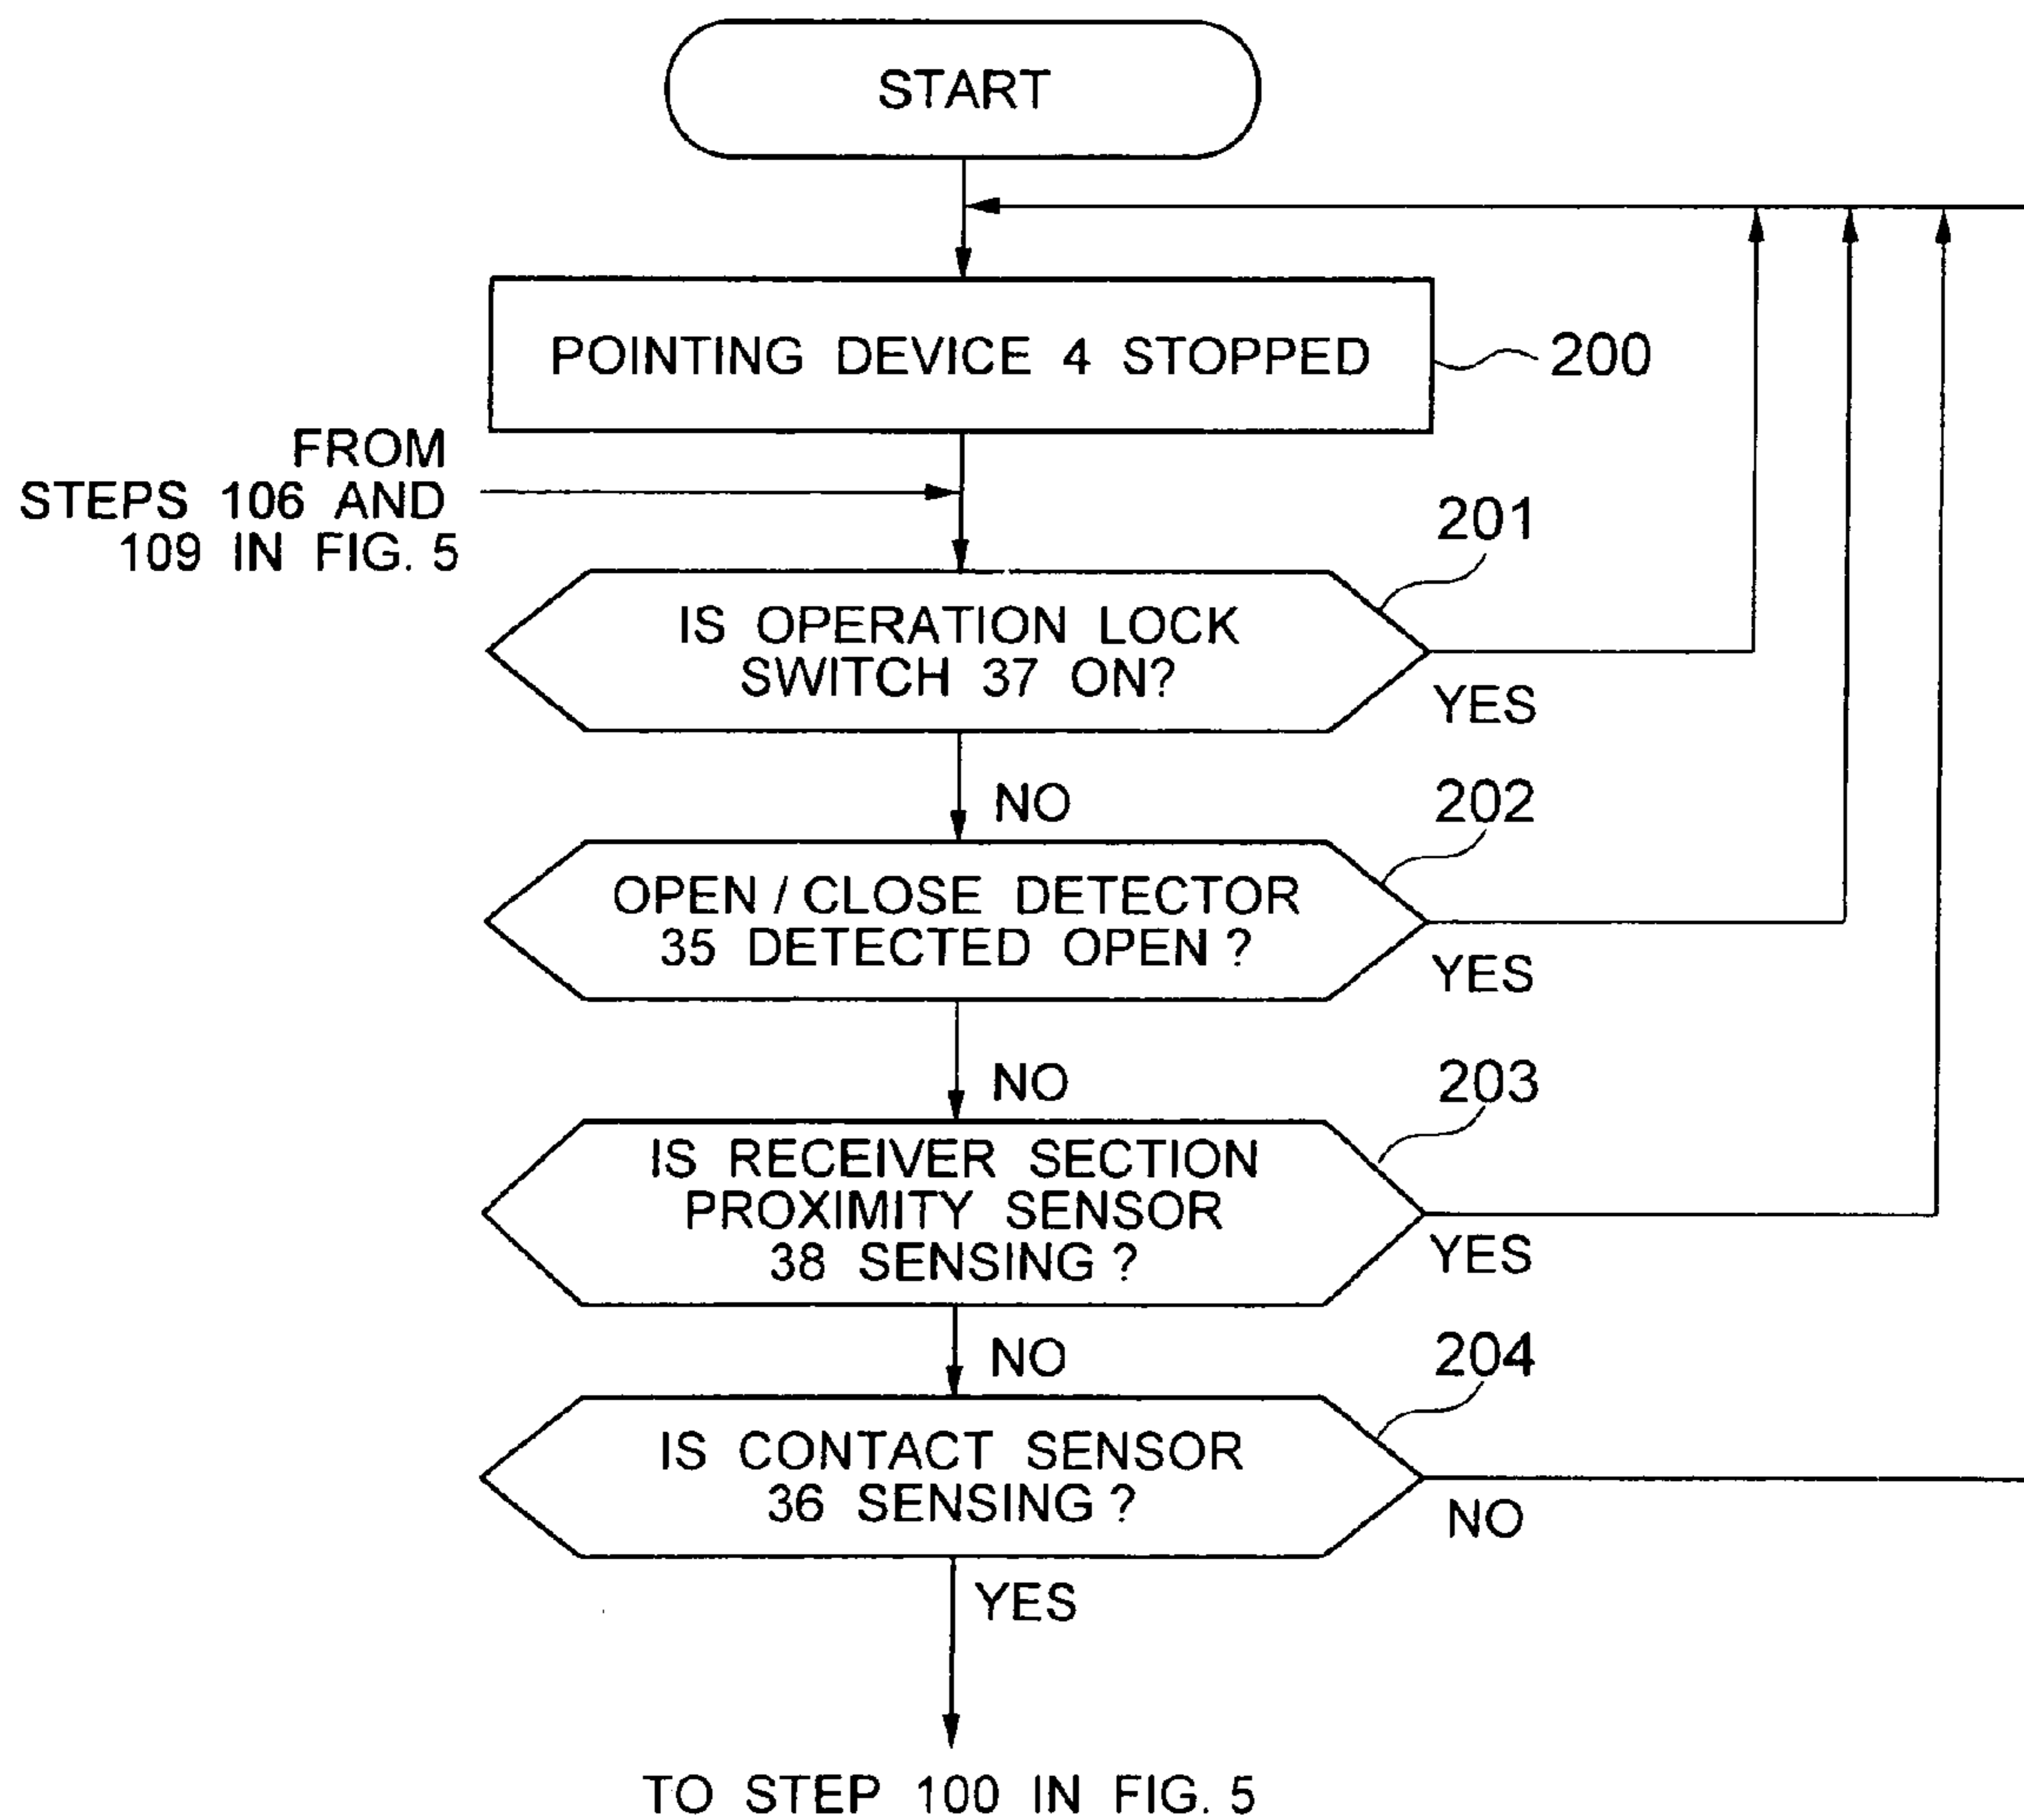 START
POINTING DEVICE 4 STOPPED
200
FROM
STEPS 106 AND
109 IN FIG. 5
201
IS OPERATION LOCK
SWITCH 37 ON?
YES
NO
202
OPEN / CLOSE DETECTOR
35 DETECTED OPEN ?
YES
NO
203
IS RECEIVER SECTION
PROXIMITY SENSOR
38 SENSING ?
YES
NO
204
IS CONTACT SENSOR
36 SENSING ?
NO
YES
TO STEP 100 IN FIG. 5